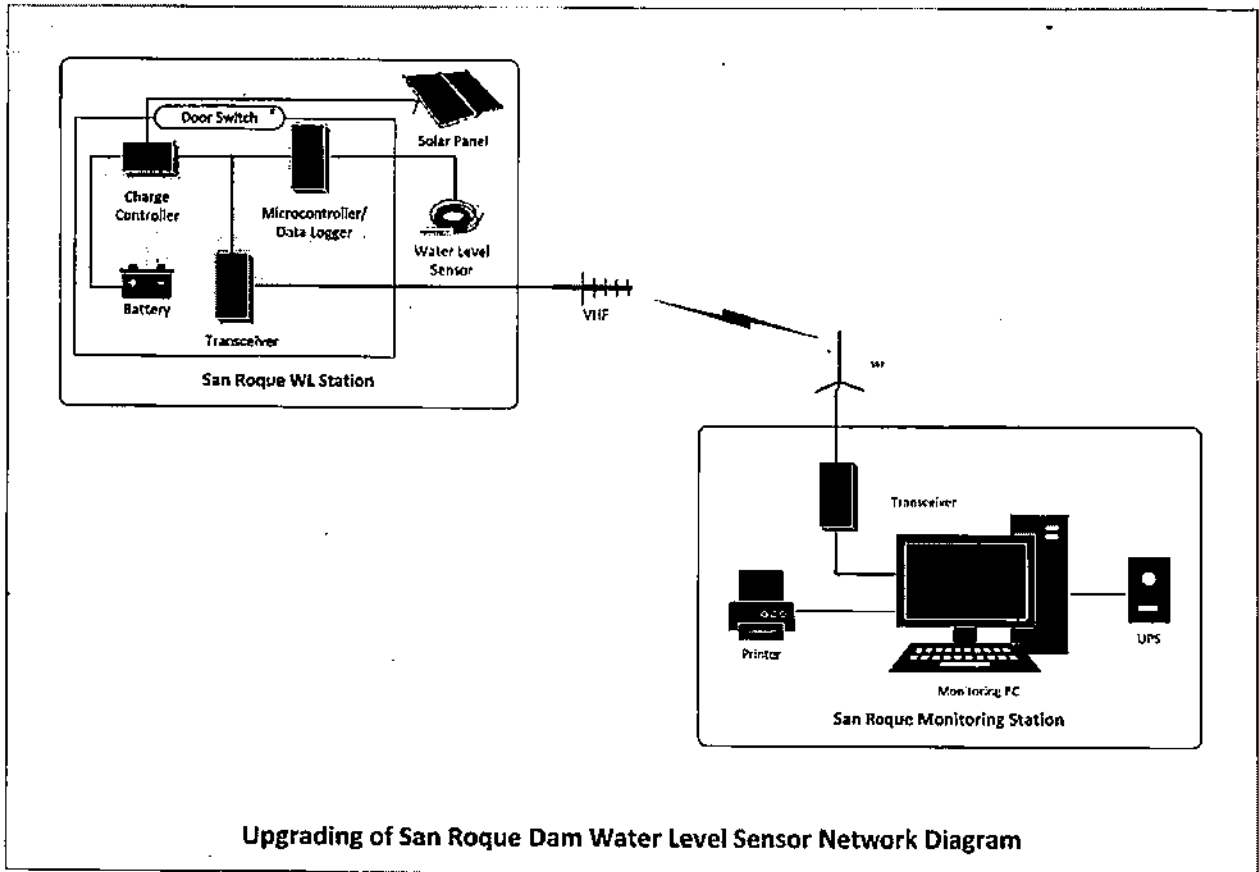 Door Switch
Solar Panel
Charge
Controller
Microcontroller/
Data Logger
Water Level
Sensor
Battery
Transceiver
VHF
San Roque WL Station
Transceiver
Printer
UPS
Monitoring PC
San Roque Monitoring Station
Upgrading of San Roque Dam Water Level Sensor Network Diagram